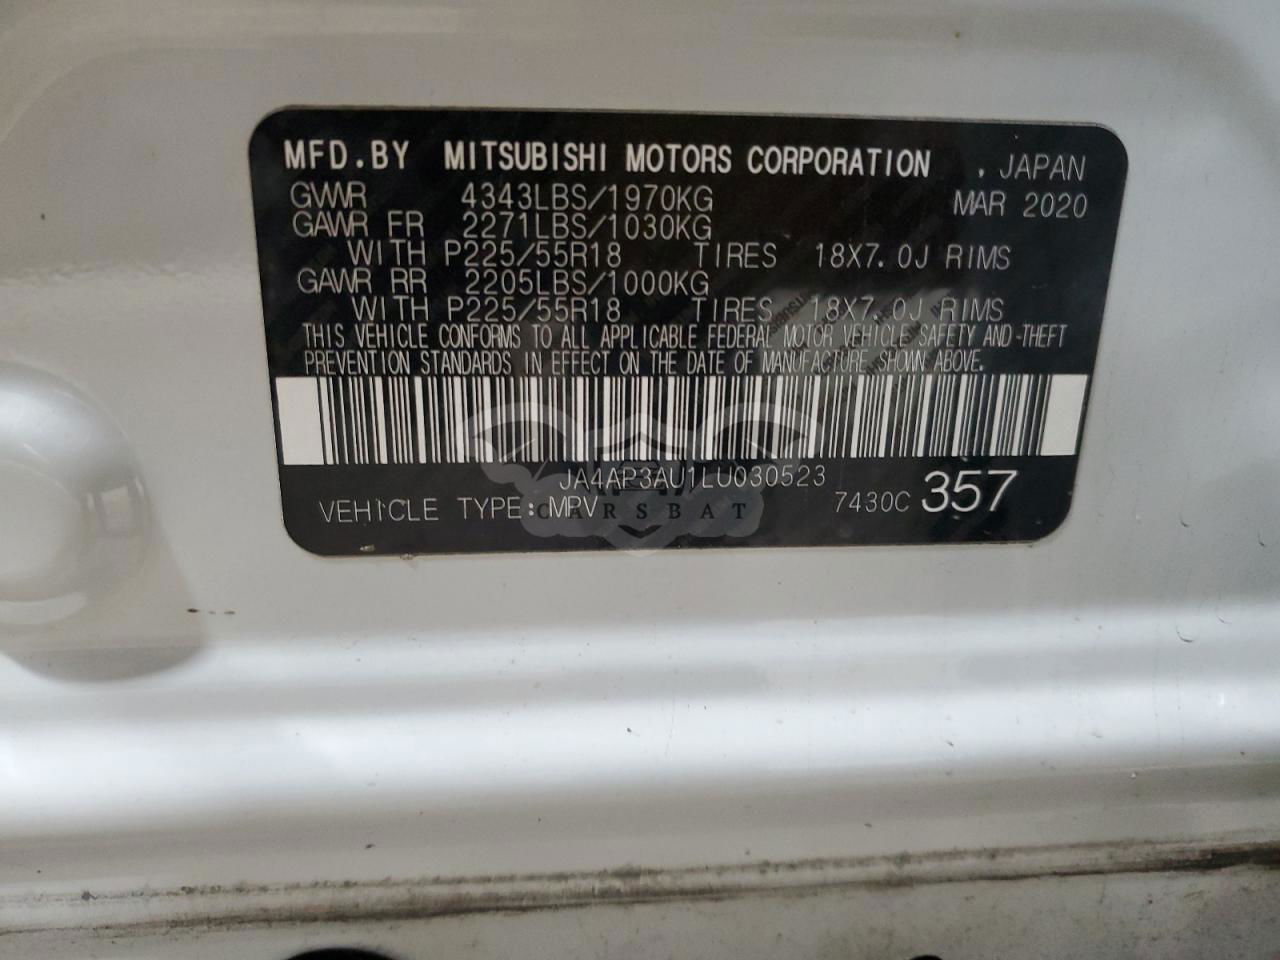 MFD.BY MITSUBISHI MOTORS CORPORATION . JAPAN
GVWR 4343LBS/1970KG MAR 2020
GAWR FR 2271LBS/1030KG
WITH P225/55R18 TIRES 18X7.0J RIMS
GAWR RR 2205LBS/1000KG
WITH P225/55R18 TIRES 18X7.0J RIMS
THIS VEHICLE CONFORMS TO ALL APPLICABLE FEDERAL MOTOR VEHICLE SAFETY AND-THEFT
PREVENTION STANDARDS IN EFFECT ON THE DATE OF MANUFACTURE SHOWN ABOVE.
JA4AP3AU1LU030523
VEHICLE TYPE: MPV 7430C 357
CARSBAT